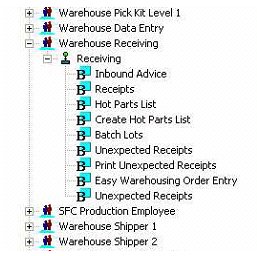 Warehouse Pick Kit Level 1
Warehouse Data Entry
Warehouse Receiving
Receiving
Inbound Advice
Receipts
Hot Parts List
Create Hot Parts List
Batch Lots
Unexpected Receipts
Print Unexpected Receipts
Easy Warehousing Order Entry
Unexpected Receipts
SFC Production Employee
Warehouse Shipper 1
Warehouse Shipper 2